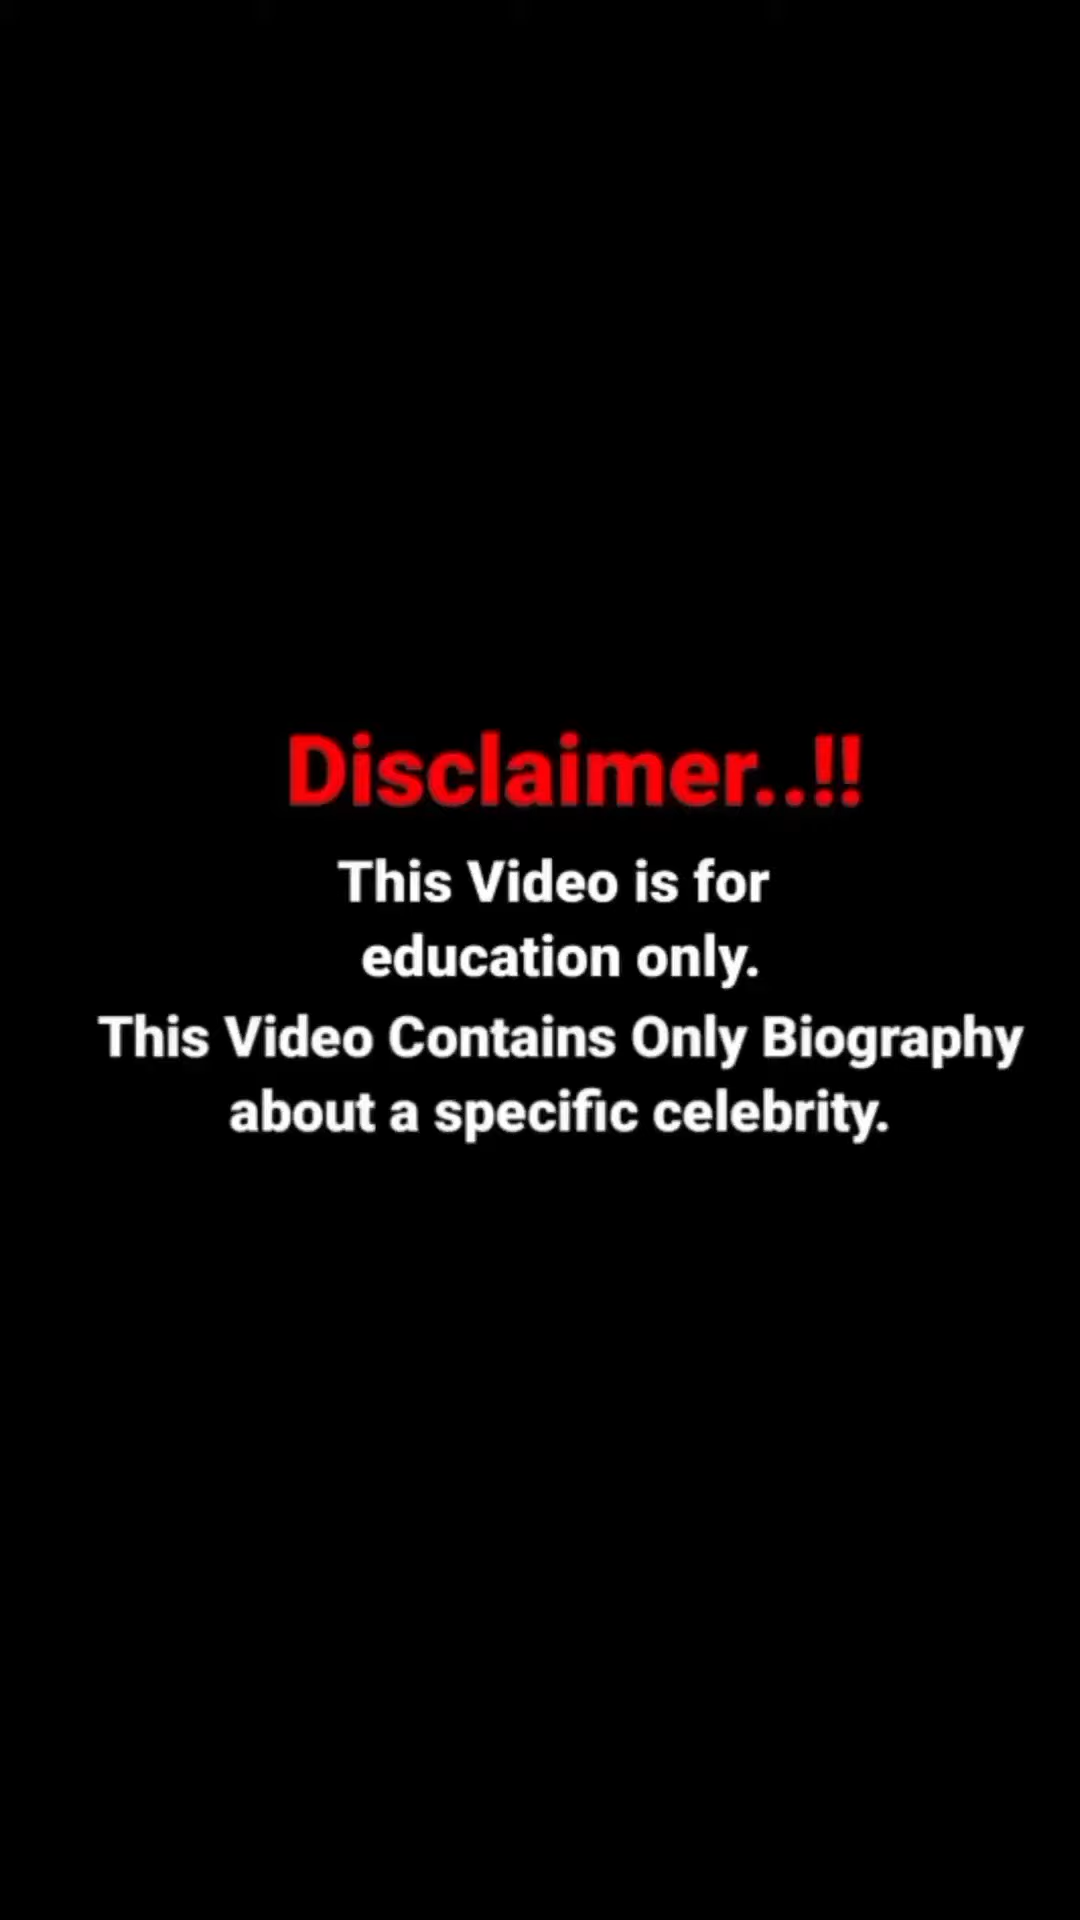 Disclaimer..!!
This Video is for
education only.
This Video Contains Only Biography
about a specific celebrity.